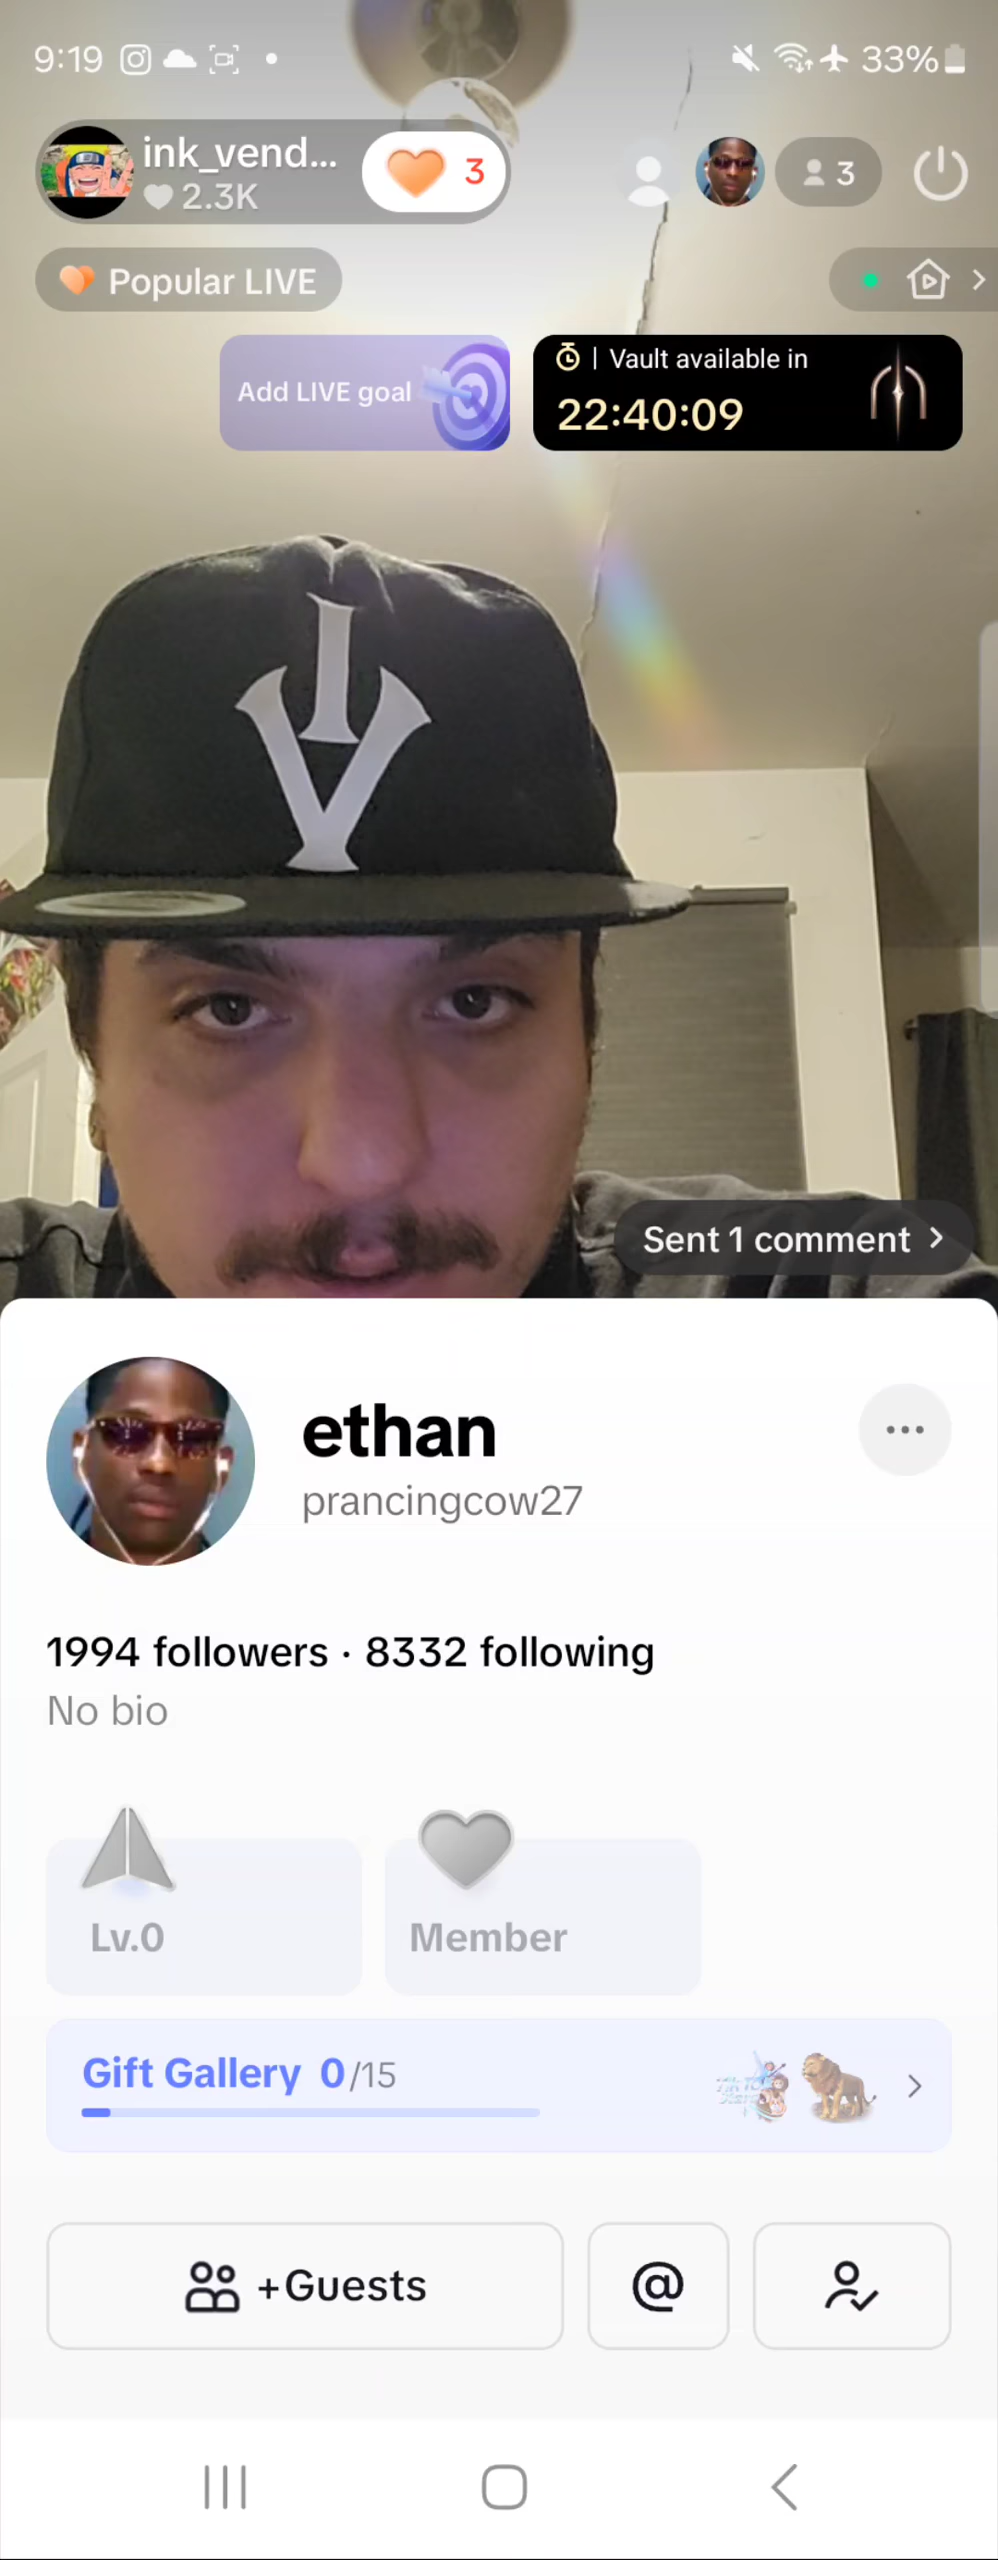 9:19
33%
ink_vend...
2.3K
3
3
Popular LIVE
Add LIVE goal
Vault available in
22:40:09
IV
Sent 1 comment
ethan
prancingcow27
1994 followers · 8332 following
No bio
Lv.0
Member
Gift Gallery 0/15
+Guests
@